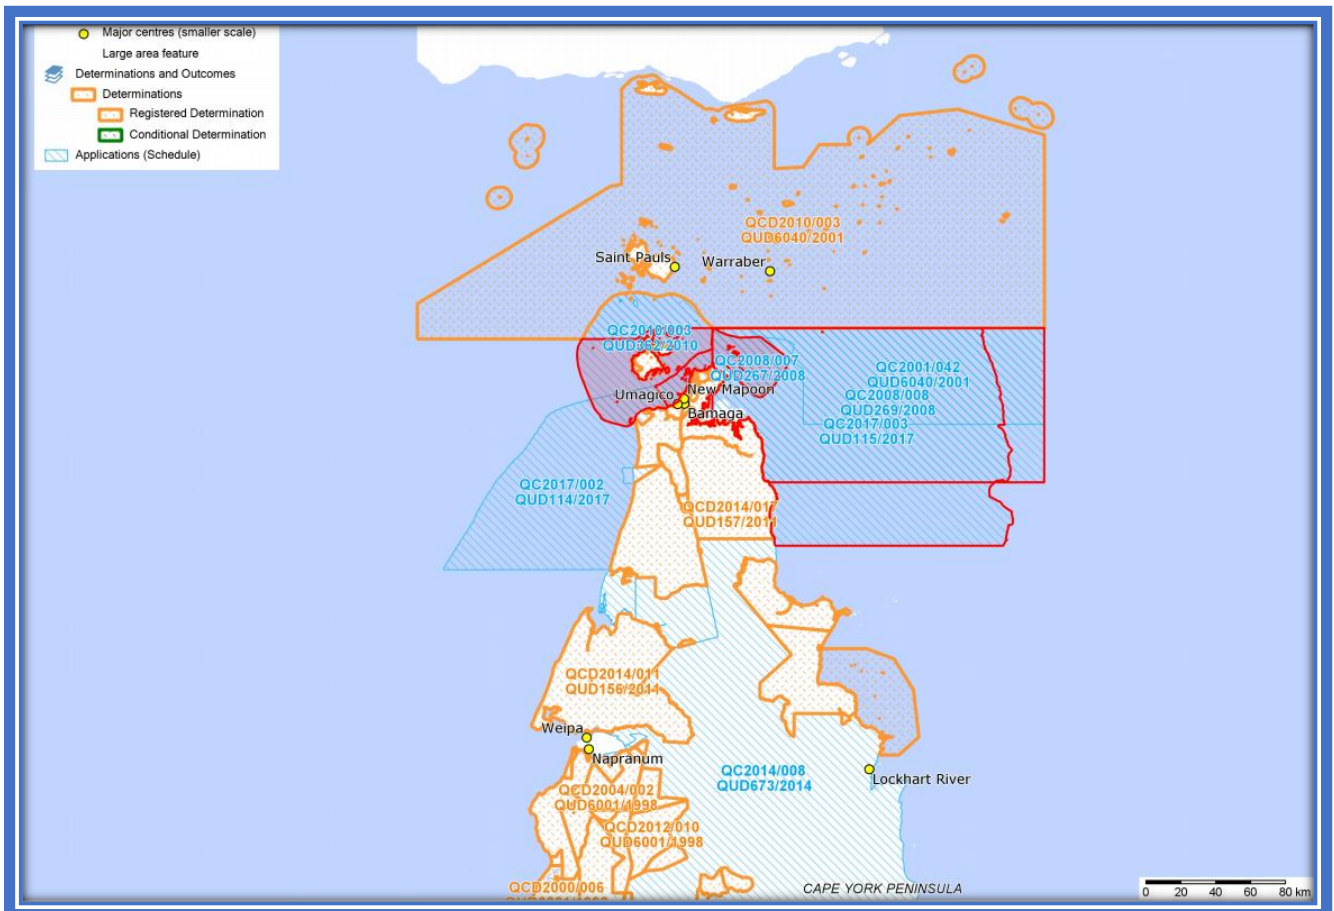 Major centres (smaller scale)
Large area feature
Determinations and Outcomes
Determinations
Registered Determination
Conditional Determination
Applications (Schedule)
QCD2010/003
QUD6040/2001
Saint Pauls
Warraber
QC2010/003
QUD362/2010
QC2008/007
QUD267/2008
QC2001/042
QUD6040/2001
QC2008/008
QUD269/2008
QC2017/003
QUD115/2017
Umagico
New Mapoon
Bamaga
QC2017/002
QUD114/2017
QCD2014/017
QUD157/2011
QCD2014/011
QUD156/2011
Weipa
Napranum
QC2014/008
QUD673/2014
Lockhart River
QCD2004/002
QUD6001/1998
QCD2012/010
QUD6001/1998
QCD2000/006
CAPE YORK PENINSULA
0 20 40 60 80 km